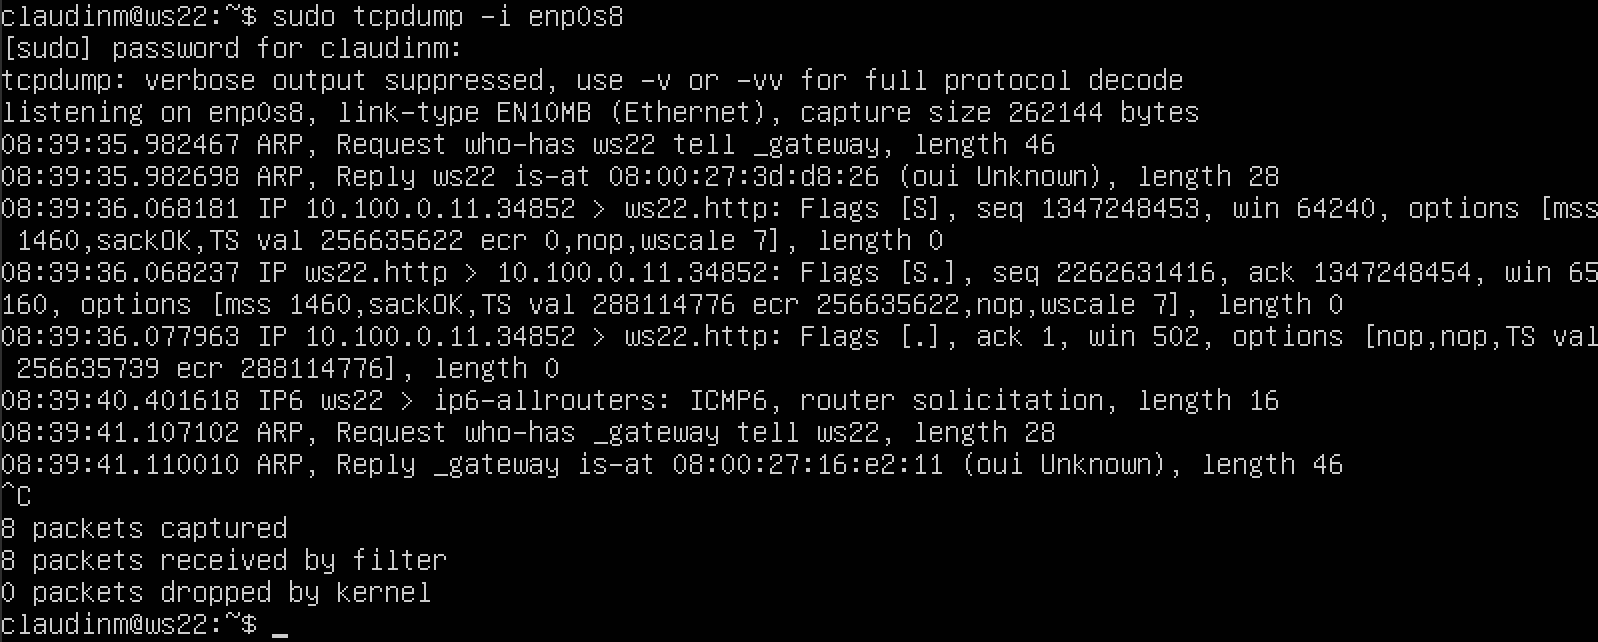 claudinm@ws22:~$ sudo tcpdump -i enp0s8
[sudo] password for claudinm:
tcpdump: verbose output suppressed, use -v or -vv for full protocol decode
listening on enp0s8, link-type EN10MB (Ethernet), capture size 262144 bytes
08:39:35.982467 ARP, Request who-has ws22 tell _gateway, length 46
08:39:35.982698 ARP, Reply ws22 is-at 08:00:27:3d:d8:26 (oui Unknown), length 28
08:39:36.068181 IP 10.100.0.11.34852 > ws22.http: Flags [S], seq 1347248453, win 64240, options [mss
 1460,sackOK,TS val 256635622 ecr 0,nop,wscale 7], length 0
08:39:36.068237 IP ws22.http > 10.100.0.11.34852: Flags [S.], seq 2262631416, ack 1347248454, win 65
160, options [mss 1460,sackOK,TS val 288114776 ecr 256635622,nop,wscale 7], length 0
08:39:36.077963 IP 10.100.0.11.34852 > ws22.http: Flags [.], ack 1, win 502, options [nop,nop,TS val
 256635739 ecr 288114776], length 0
08:39:40.401618 IP6 ws22 > ip6-allrouters: ICMP6, router solicitation, length 16
08:39:41.107102 ARP, Request who-has _gateway tell ws22, length 28
08:39:41.110010 ARP, Reply _gateway is-at 08:00:27:16:e2:11 (oui Unknown), length 46
^C
8 packets captured
8 packets received by filter
0 packets dropped by kernel
claudinm@ws22:~$ _